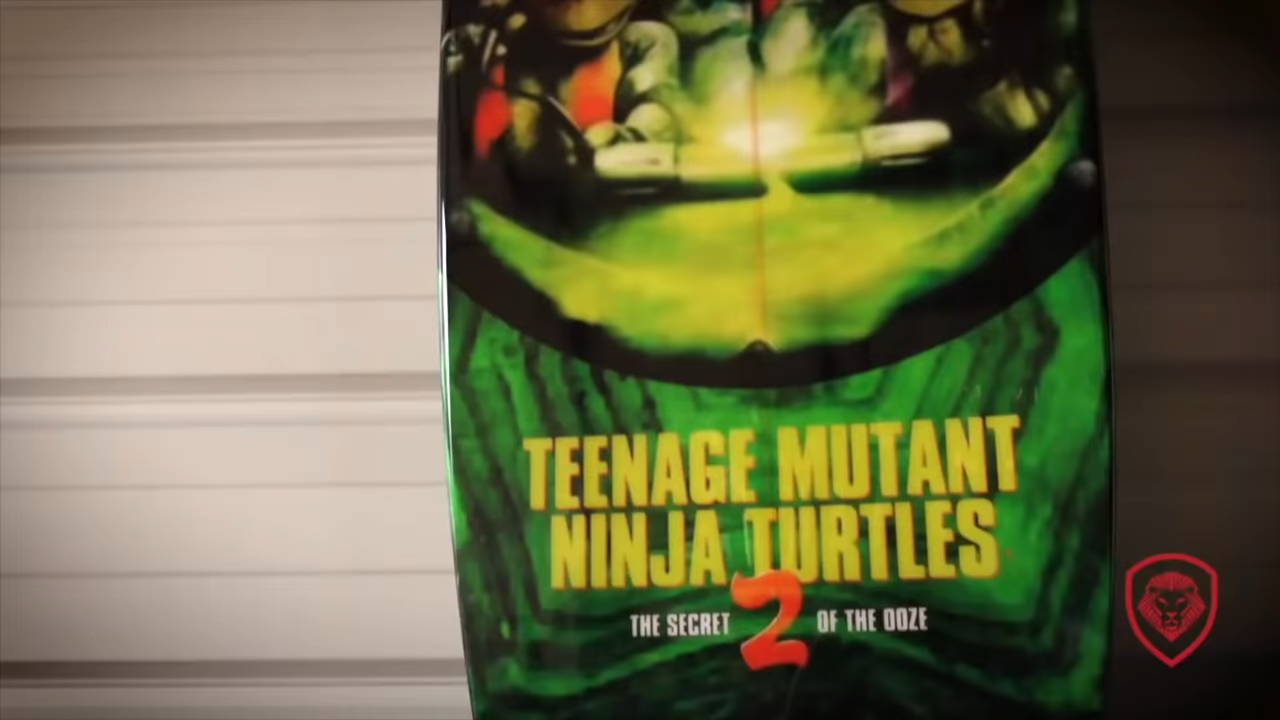 TEENAGE MUTANT
NINJA TURTLES
THE SECRET 2 OF THE OOZE